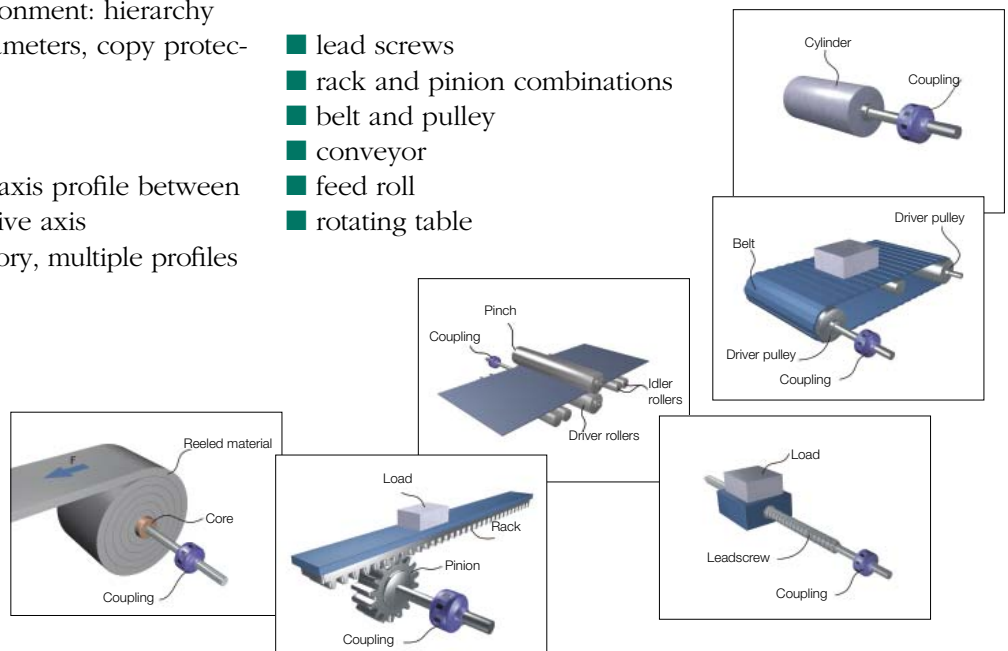 onment: hierarchy
ameters, copy protec-
axis profile between
ive axis
ory, multiple profiles
■ lead screws
■ rack and pinion combinations
■ belt and pulley
■ conveyor
■ feed roll
■ rotating table
Cylinder
Coupling
Driver pulley
Belt
Driver pulley
Coupling
Pinch
Coupling
Idler
rollers
Driver rollers
Reeled material
F
Core
Coupling
Load
Rack
Pinion
Coupling
Load
Leadscrew
Coupling